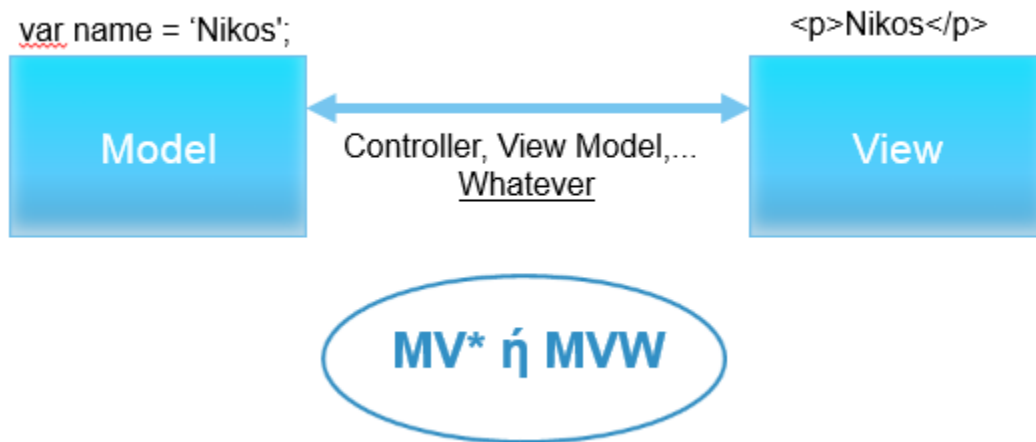 var name = ‘Nikos';
<p>Nikos</p>
Model
Controller, View Model,...
Whatever
View
MV* ή MVW